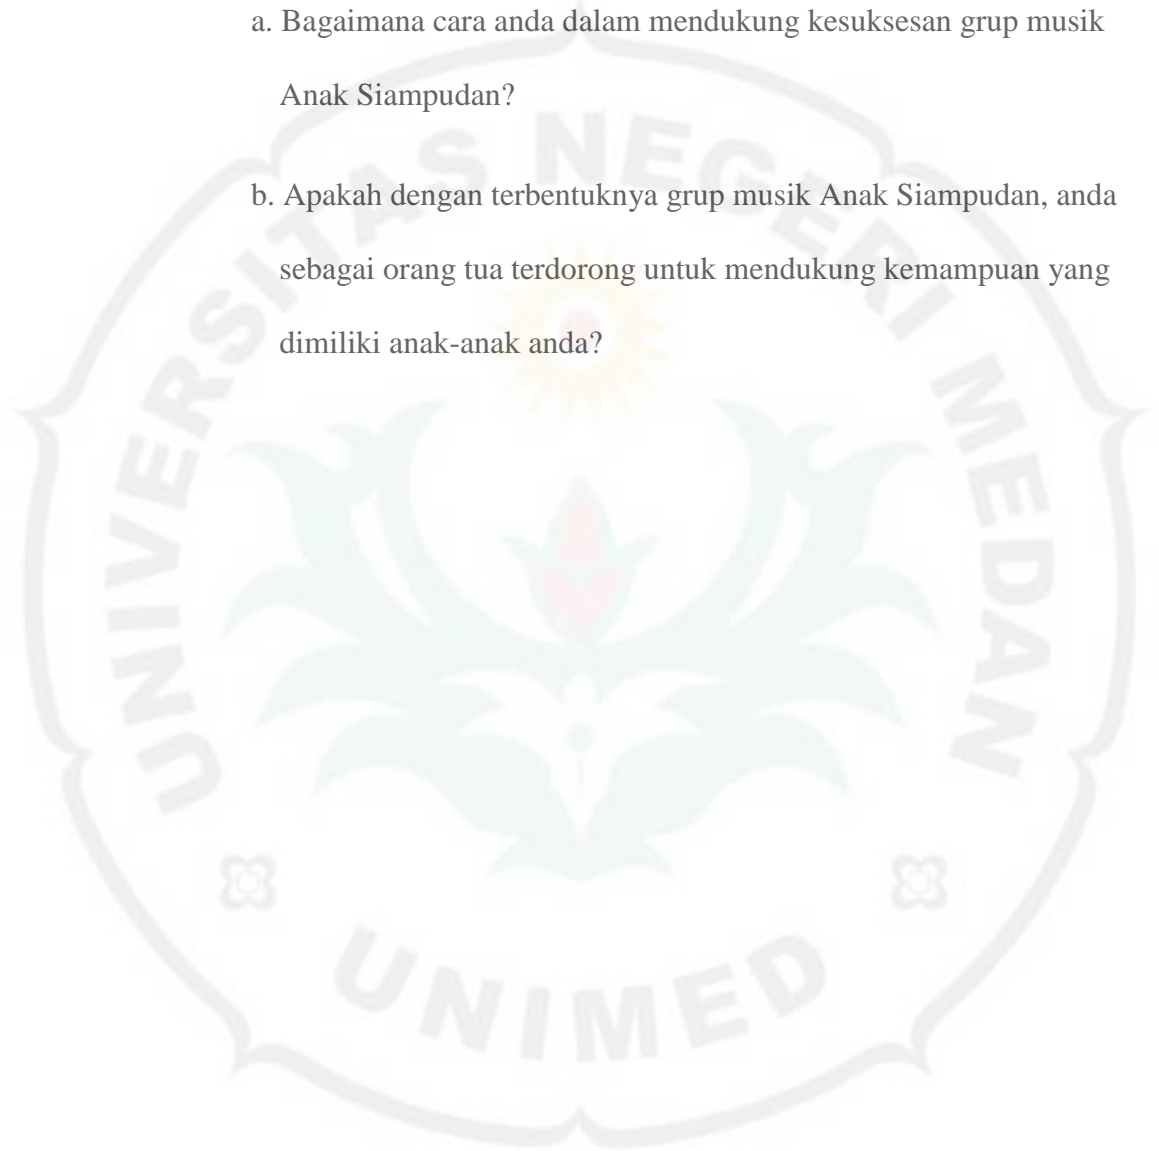 a. Bagaimana cara anda dalam mendukung kesuksesan grup musik
Anak Siampudan?
b. Apakah dengan terbentuknya grup musik Anak Siampudan, anda
sebagai orang tua terdorong untuk mendukung kemampuan yang
dimiliki anak-anak anda?
UNIVERSITAS NEGERI MEDAN
UNIMED